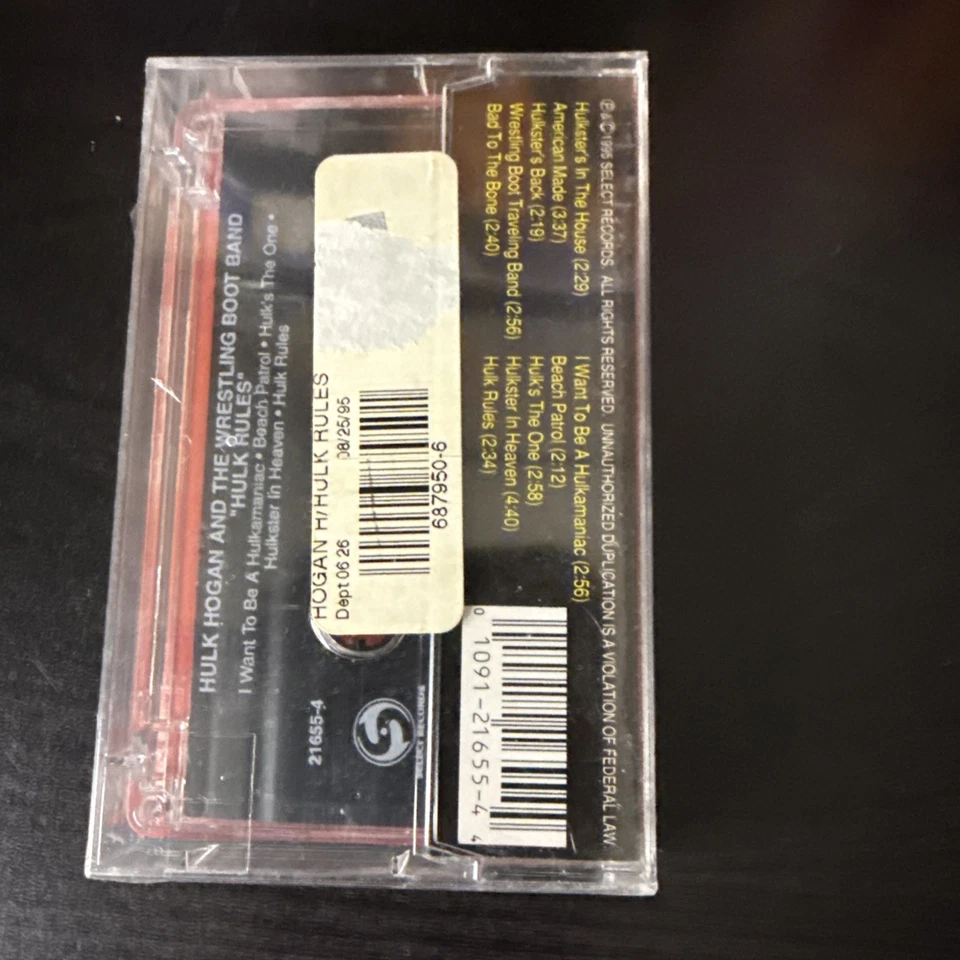 Hulkster's In The House (2:29)
American Made (3:37)
Hulkster's Back (2:19)
Wrestling Boot Traveling Band (2:56)
Bad To The Bone (2:40)
I Want To Be A Hulkamaniac (2:56)
Beach Patrol (2:12)
Hulk's The One (2:58)
Hulkster In Heaven (4:40)
Hulk Rules (2:34)
℗&© 1995 SELECT RECORDS. ALL RIGHTS RESERVED. UNAUTHORIZED DUPLICATION IS A VIOLATION OF FEDERAL LAW.
0 1091-21655-4 4
687950-6
HOGAN H/HULK RULES
Dept 06 26 08/25/95
HULK HOGAN AND THE WRESTLING BOOT BAND
"HULK RULES"
I Want To Be A Hulkamaniac • Beach Patrol • Hulk's The One •
Hulkster In Heaven • Hulk Rules
21655-4
SELECT RECORDS